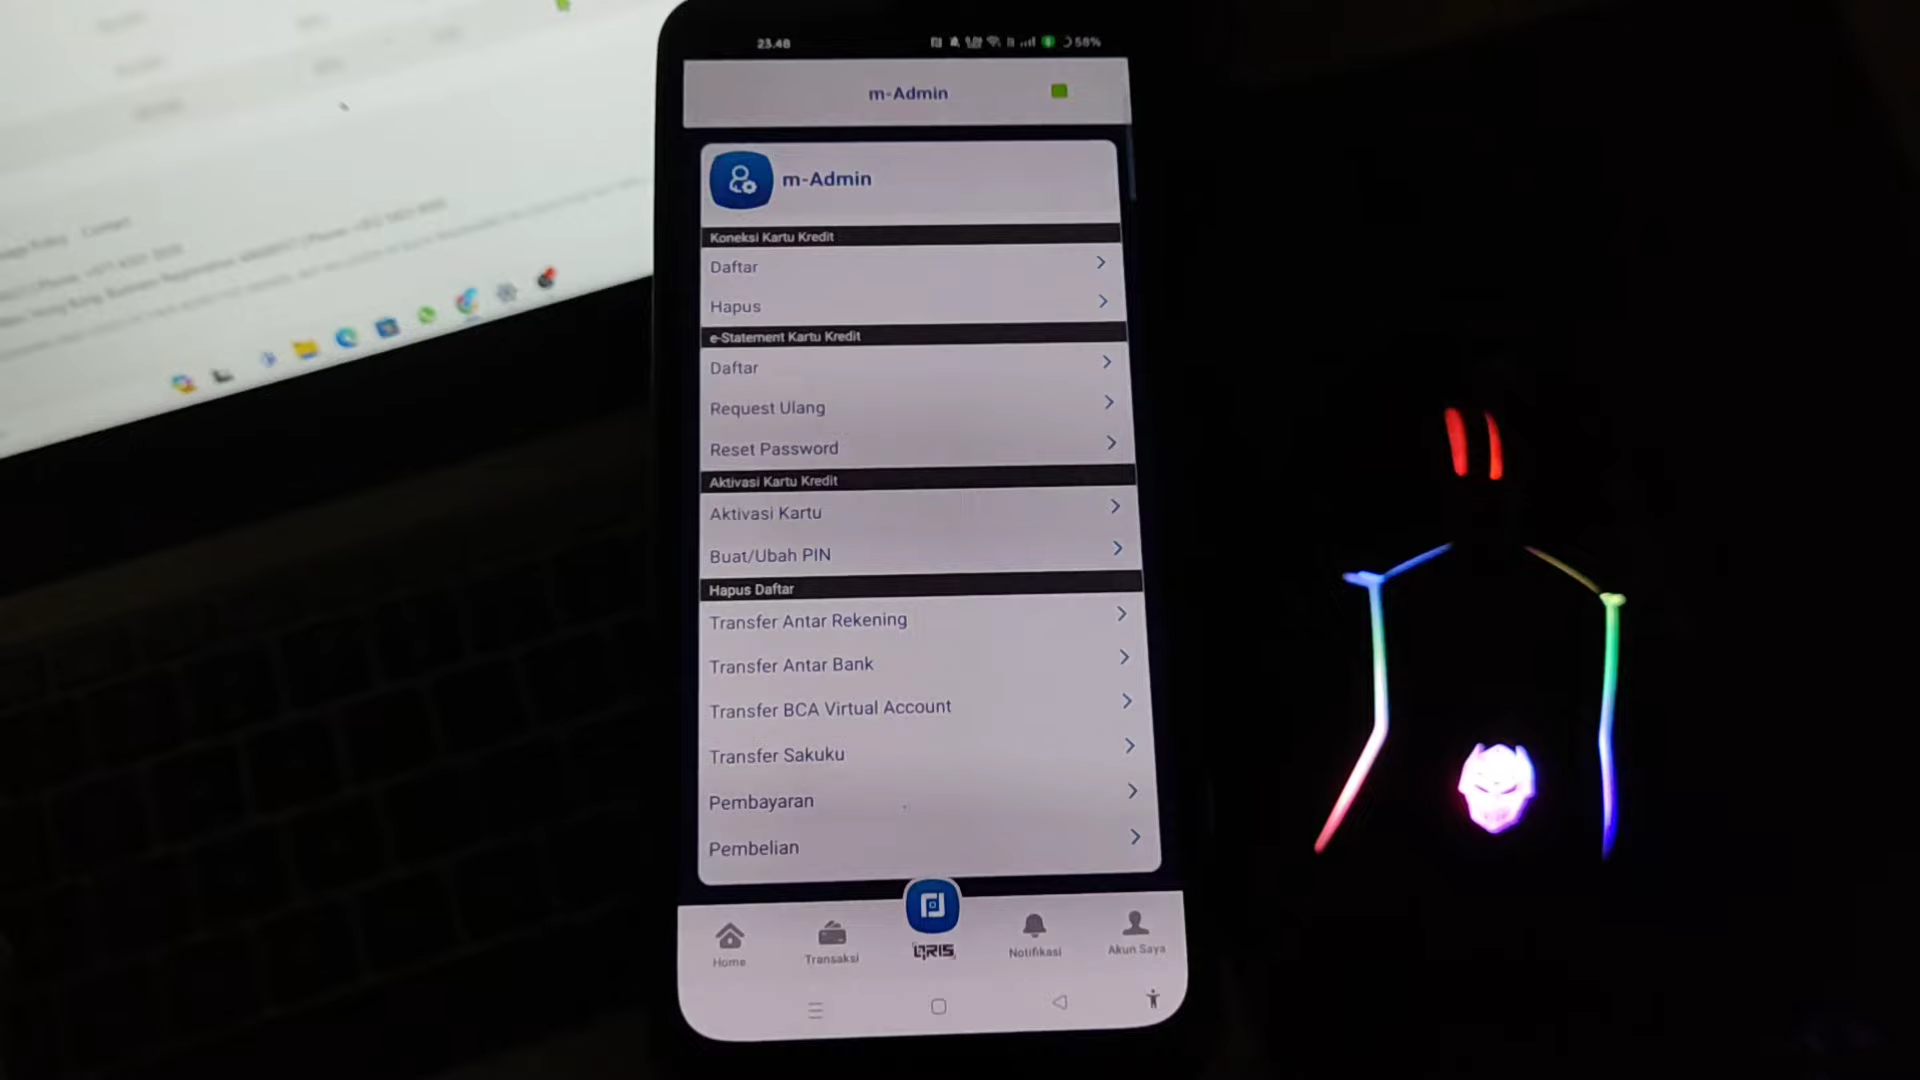 23.48
58%
m-Admin
m-Admin
Koneksi Kartu Kredit
Daftar
Hapus
e-Statement Kartu Kredit
Daftar
Request Ulang
Reset Password
Aktivasi Kartu Kredit
Aktivasi Kartu
Buat/Ubah PIN
Hapus Daftar
Transfer Antar Rekening
Transfer Antar Bank
Transfer BCA Virtual Account
Transfer Sakuku
Pembayaran
Pembelian
Home
Transaksi
QRIS
Notifikasi
Akun Saya
Contact